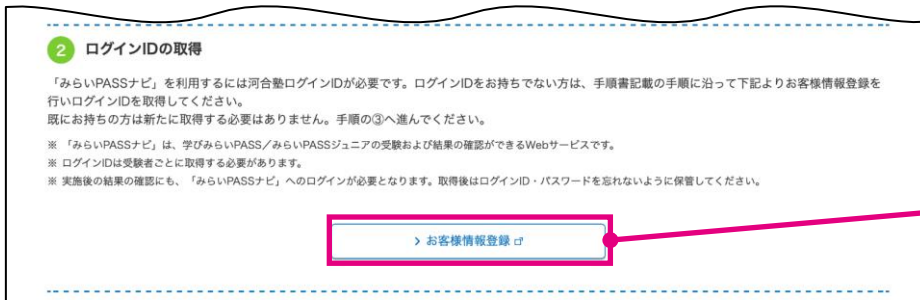 2 ログインIDの取得
「みらいPASSナビ」を利用するには河合塾ログインIDが必要です。ログインIDをお持ちでない方は、手順書記載の手順に沿って下記よりお客様情報登録を
行いログインIDを取得してください。
既にお持ちの方は新たに取得する必要はありません。手順の③へ進んでください。
※ 「みらいPASSナビ」は、学びみらいPASS／みらいPASSジュニアの受験および結果の確認ができるWebサービスです。
※ ログインIDは受験者ごとに取得する必要があります。
※ 実施後の結果の確認にも、「みらいPASSナビ」へのログインが必要となります。取得後はログインID・パスワードを忘れないように保管してください。
お客様情報登録